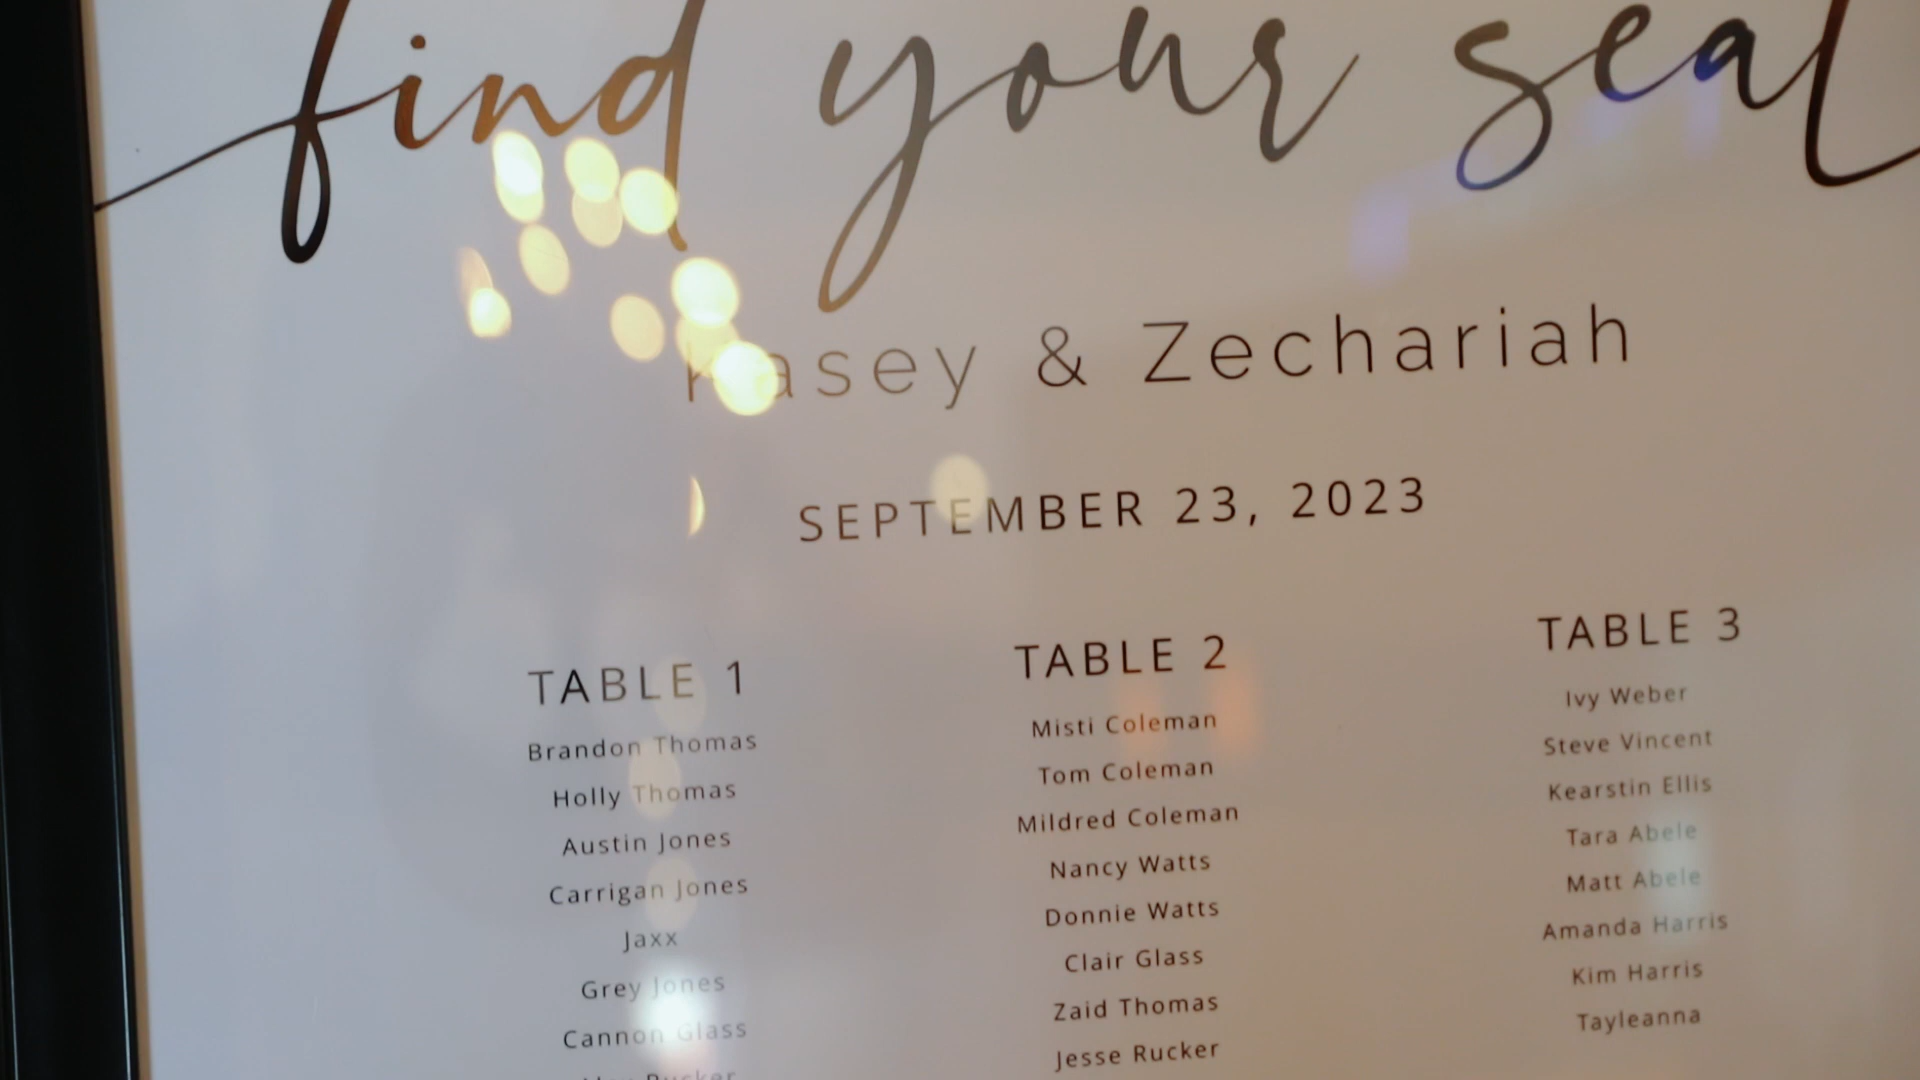 find your seat
Kasey & Zechariah
SEPTEMBER 23, 2023
TABLE 1
Brandon Thomas
Holly Thomas
Austin Jones
Carrigan Jones
Jaxx
Grey Jones
Cannon Glass
Rucker
TABLE 2
Misti Coleman
Tom Coleman
Mildred Coleman
Nancy Watts
Donnie Watts
Clair Glass
Zaid Thomas
Jesse Rucker
TABLE 3
Ivy Weber
Steve Vincent
Kearstin Ellis
Tara Abele
Matt Abele
Amanda Harris
Kim Harris
Tayleanna